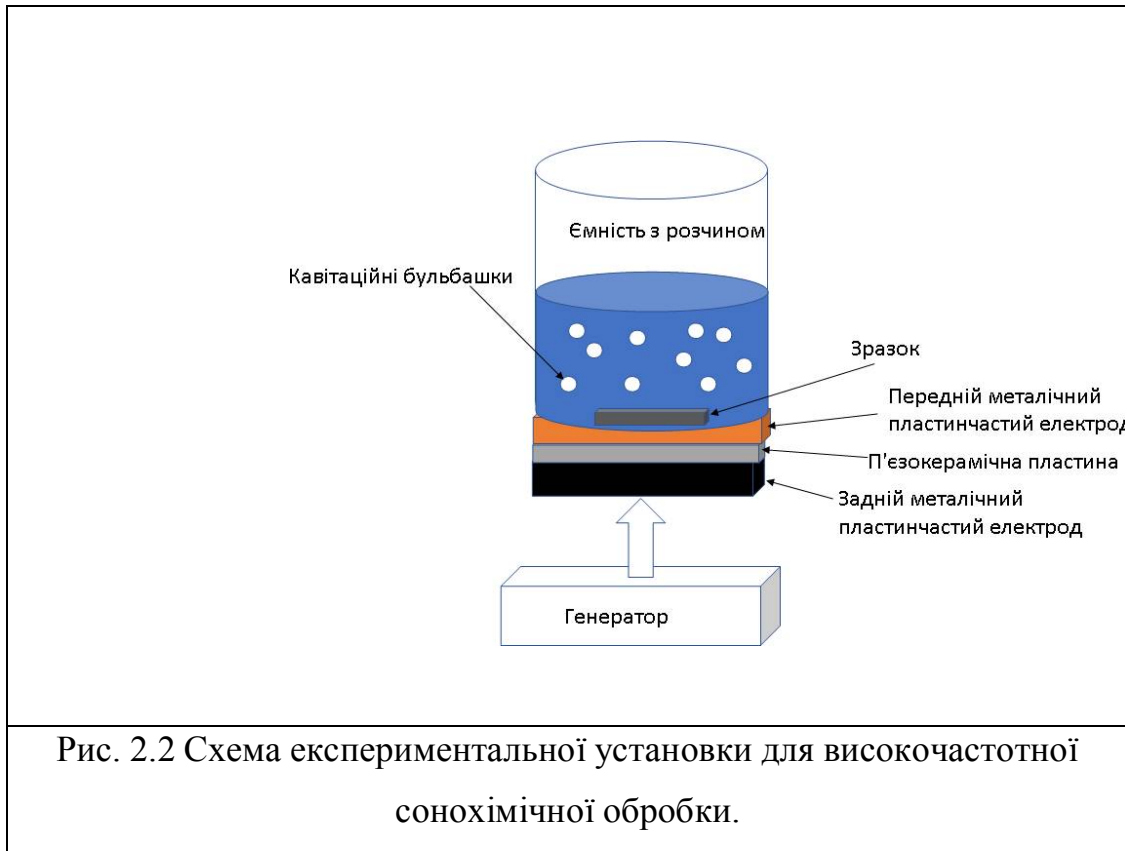 Ємність з розчином
Кавітаційні бульбашки
Зразок
Передній металічний
пластинчастий електрод
П'єзокерамічна пластина
Задній металічний
пластинчастий електрод
Генератор
Рис. 2.2 Схема експериментальної установки для високочастотної
сонохімічної обробки.